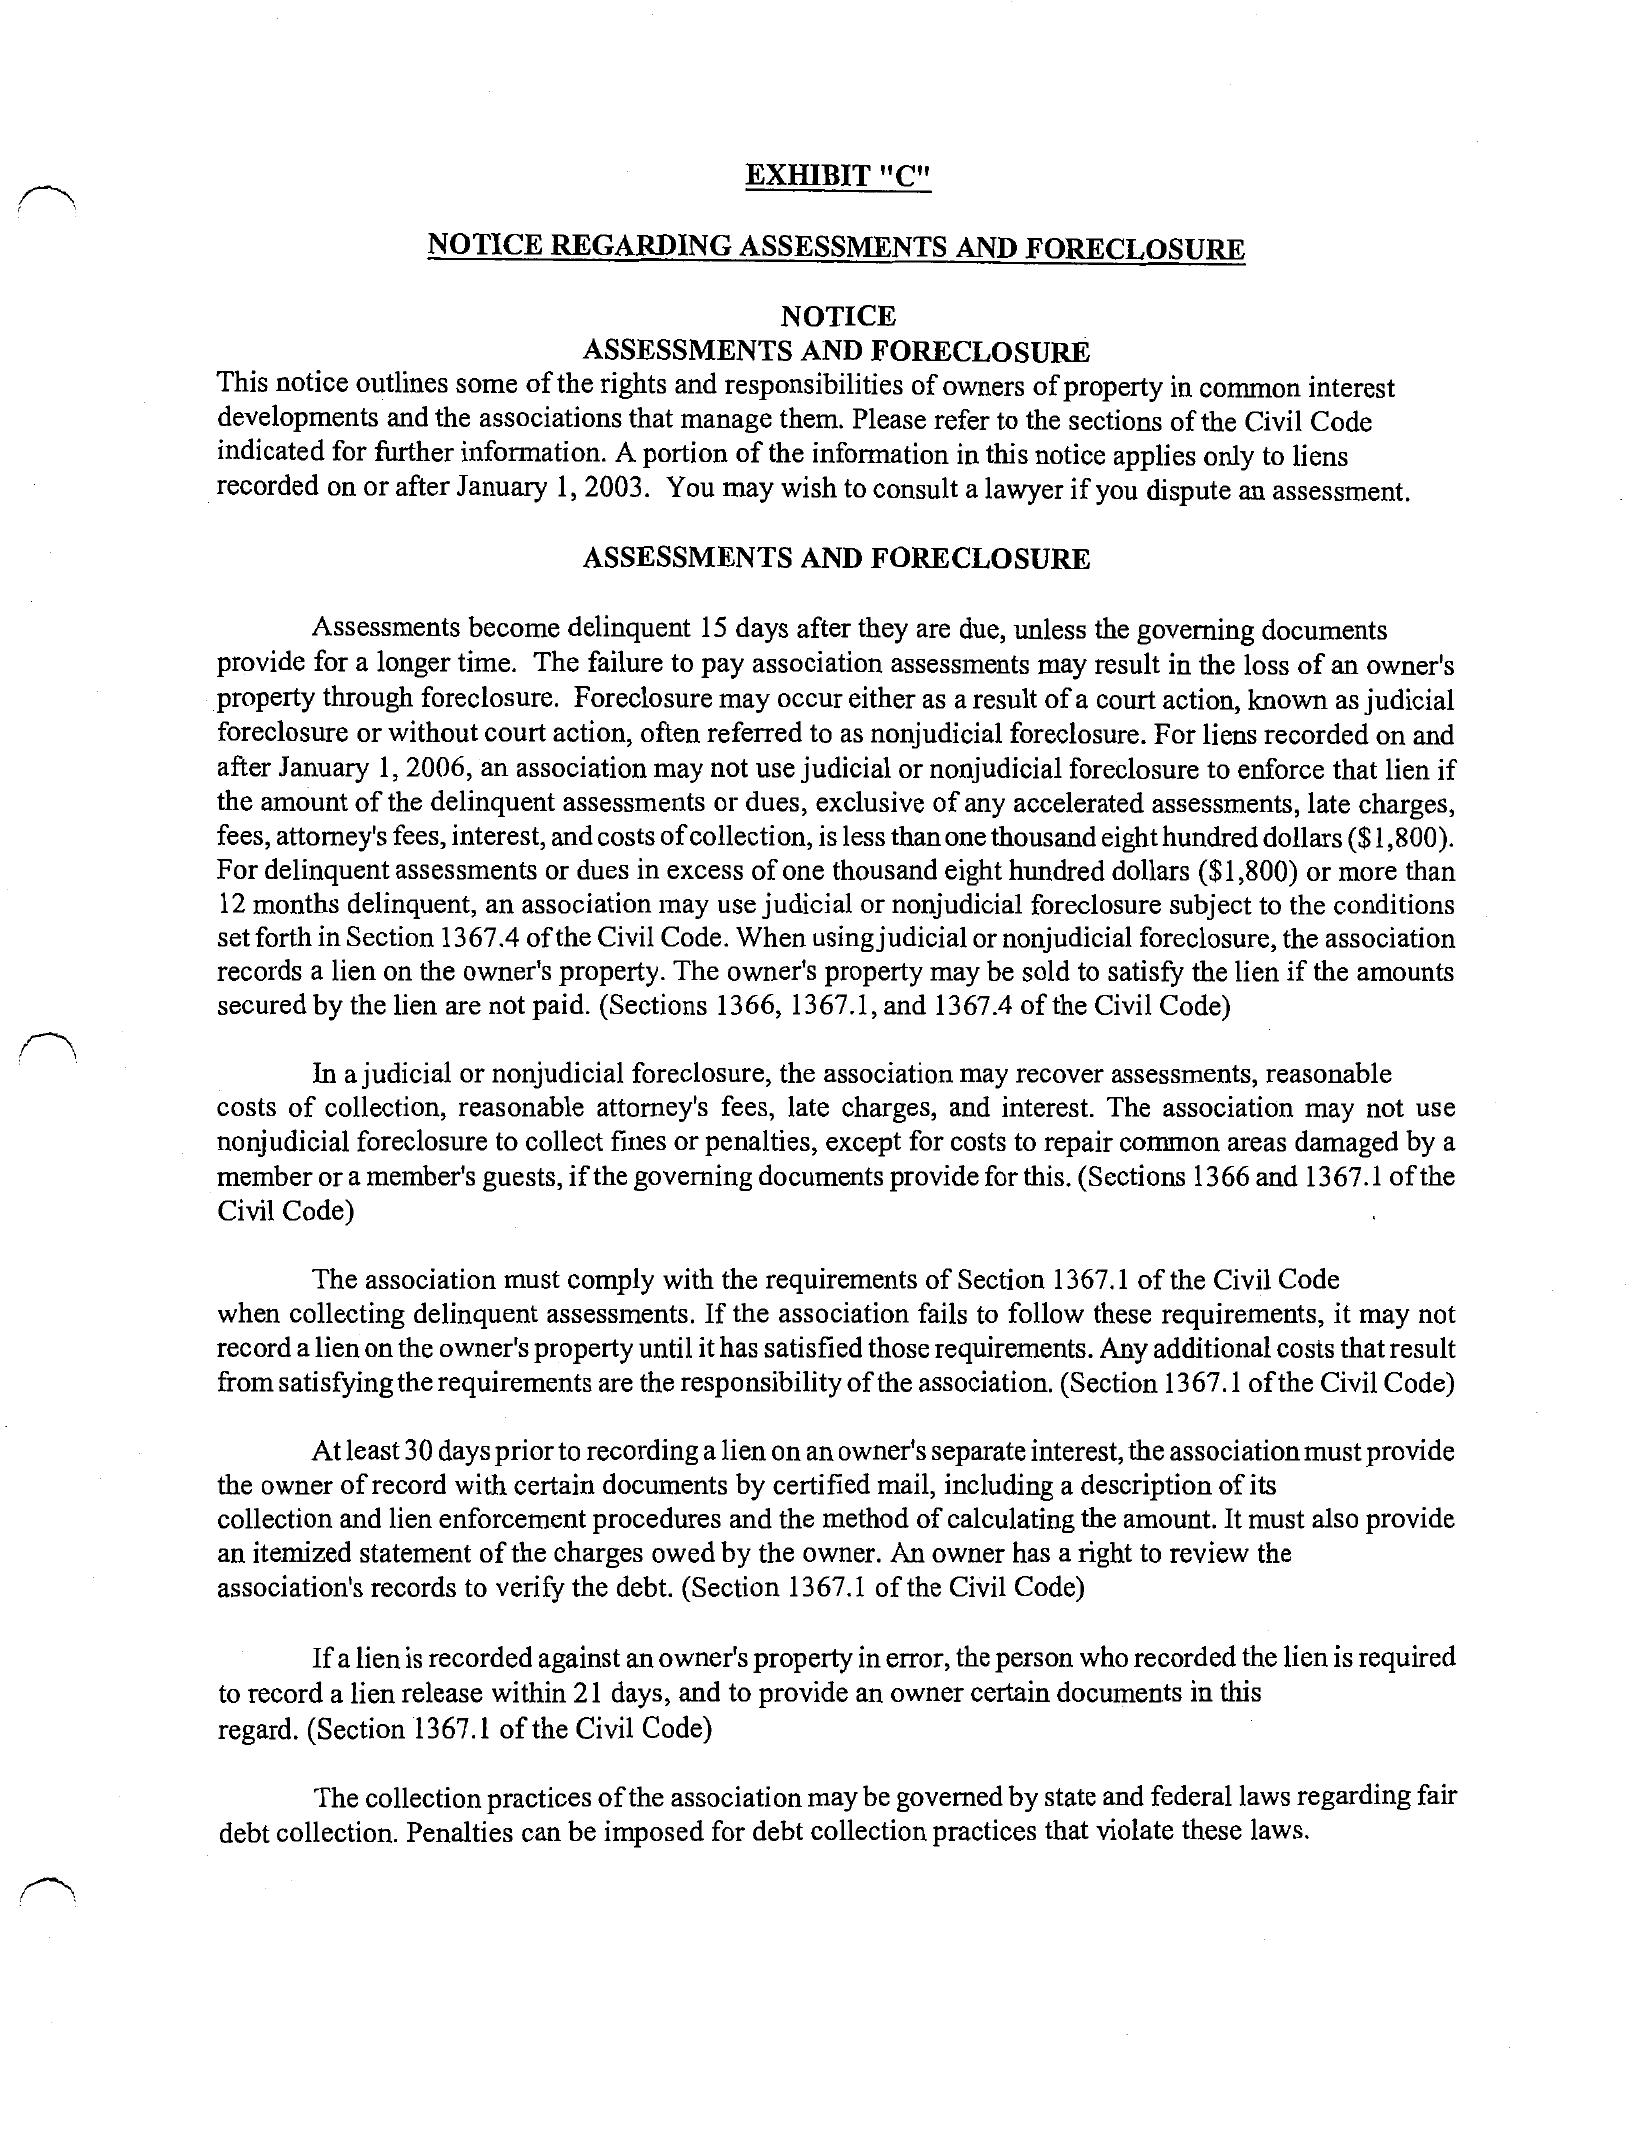 EXHIBIT "C"
NOTICE REGARDING ASSESSMENTS AND FORECLOSURE
NOTICE
ASSESSMENTS AND FORECLOSURE
This notice outlines some of the rights and responsibilities of owners of property in common interest
developments and the associations that manage them. Please refer to the sections of the Civil Code
indicated for further information. A portion of the information in this notice applies only to liens
recorded on or after January 1, 2003. You may wish to consult a lawyer if you dispute an assessment.
ASSESSMENTS AND FORECLOSURE
Assessments become delinquent 15 days after they are due, unless the governing documents
provide for a longer time. The failure to pay association assessments may result in the loss of an owner's
property through foreclosure. Foreclosure may occur either as a result of a court action, known as judicial
foreclosure or without court action, often referred to as nonjudicial foreclosure. For liens recorded on and
after January 1, 2006, an association may not use judicial or nonjudicial foreclosure to enforce that lien if
the amount of the delinquent assessments or dues, exclusive of any accelerated assessments, late charges,
fees, attorney's fees, interest, and costs of collection, is less than one thousand eight hundred dollars ($1,800).
For delinquent assessments or dues in excess of one thousand eight hundred dollars ($1,800) or more than
12 months delinquent, an association may use judicial or nonjudicial foreclosure subject to the conditions
set forth in Section 1367.4 of the Civil Code. When using judicial or nonjudicial foreclosure, the association
records a lien on the owner's property. The owner's property may be sold to satisfy the lien if the amounts
secured by the lien are not paid. (Sections 1366, 1367.1, and 1367.4 of the Civil Code)
In a judicial or nonjudicial foreclosure, the association may recover assessments, reasonable
costs of collection, reasonable attorney's fees, late charges, and interest. The association may not use
nonjudicial foreclosure to collect fines or penalties, except for costs to repair common areas damaged by a
member or a member's guests, if the governing documents provide for this. (Sections 1366 and 1367.1 of the
Civil Code)
The association must comply with the requirements of Section 1367.1 of the Civil Code
when collecting delinquent assessments. If the association fails to follow these requirements, it may not
record a lien on the owner's property until it has satisfied those requirements. Any additional costs that result
from satisfying the requirements are the responsibility of the association. (Section 1367.1 of the Civil Code)
At least 30 days prior to recording a lien on an owner's separate interest, the association must provide
the owner of record with certain documents by certified mail, including a description of its
collection and lien enforcement procedures and the method of calculating the amount. It must also provide
an itemized statement of the charges owed by the owner. An owner has a right to review the
association's records to verify the debt. (Section 1367.1 of the Civil Code)
If a lien is recorded against an owner's property in error, the person who recorded the lien is required
to record a lien release within 21 days, and to provide an owner certain documents in this
regard. (Section 1367.1 of the Civil Code)
The collection practices of the association may be governed by state and federal laws regarding fair
debt collection. Penalties can be imposed for debt collection practices that violate these laws.